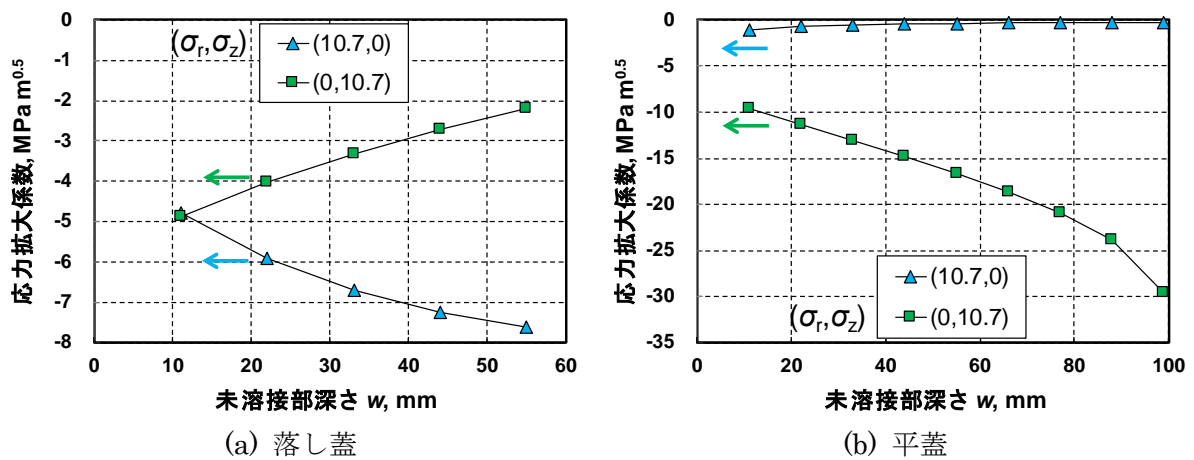 応力拡大係数, MPa m0.5
0
-1
-2
-3
-4
-5
-6
-7
-8
(σr,σz)
(10.7,0)
(0,10.7)
0 10 20 30 40 50 60
未溶接部深さ w, mm
(a) 落し蓋
応力拡大係数, MPa m0.5
0
-5
-10
-15
-20
-25
-30
-35
(σr,σz)
(10.7,0)
(0,10.7)
0 20 40 60 80 100
未溶接部深さ w, mm
(b) 平蓋